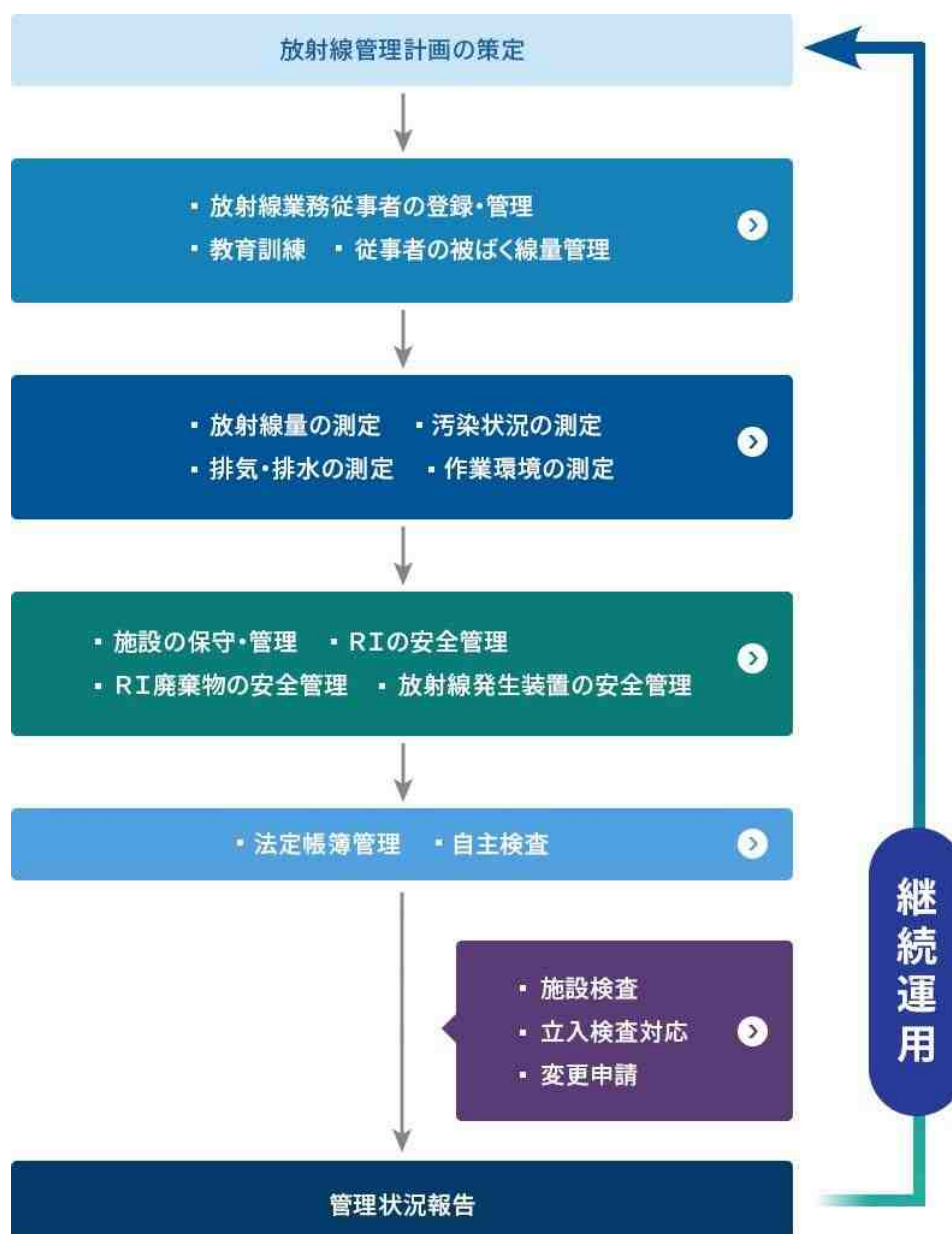 放射線管理計画の策定
▪ 放射線業務従事者の登録・管理
▪ 教育訓練 ▪ 従事者の被ばく線量管理
▪ 放射線量の測定 ▪ 汚染状況の測定
▪ 排気・排水の測定 ▪ 作業環境の測定
▪ 施設の保守・管理 ▪ RIの安全管理
▪ RI廃棄物の安全管理 ▪ 放射線発生装置の安全管理
▪ 法定帳簿管理 ▪ 自主検査
▪ 施設検査
▪ 立入検査対応
▪ 変更申請
管理状況報告
継続運用